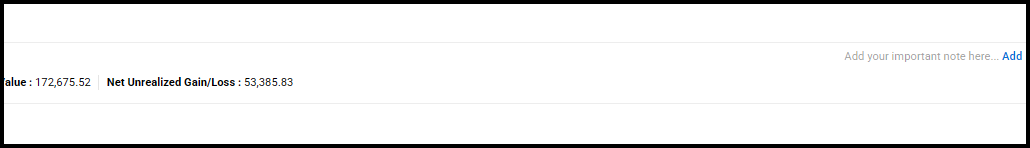 Add your important note here... Add
alue : 172,675.52 Net Unrealized Gain/Loss : 53,385.83